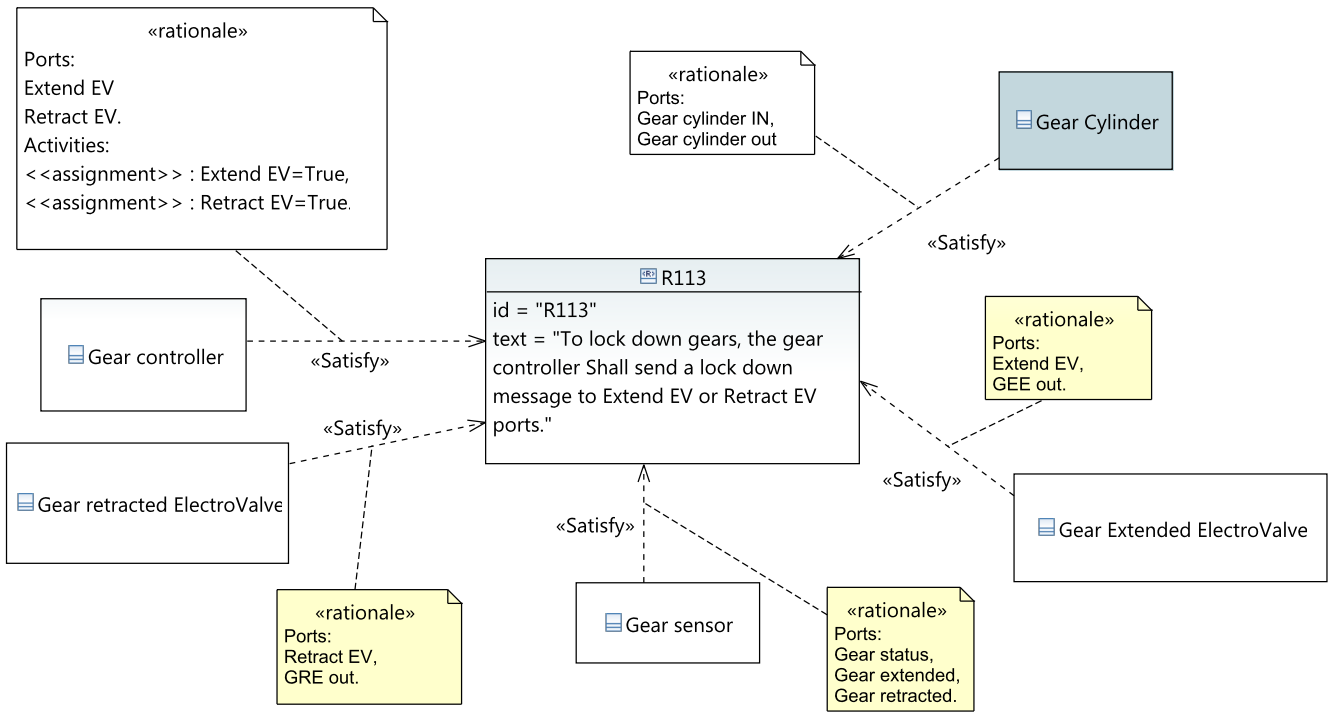 «rationale»
Ports:
Extend EV
Retract EV.
Activities:
<<assignment>> : Extend EV=True,
<<assignment>> : Retract EV=True.
«rationale»
Ports:
Gear cylinder IN,
Gear cylinder out
Gear Cylinder
«Satisfy»
R113
id = "R113"
text = "To lock down gears, the gear
controller Shall send a lock down
message to Extend EV or Retract EV
ports."
Gear controller
«Satisfy»
«rationale»
Ports:
Extend EV,
GEE out.
«Satisfy»
Gear retracted ElectroValve
«Satisfy»
Gear Extended ElectroValve
«Satisfy»
«rationale»
Ports:
Retract EV,
GRE out.
Gear sensor
«rationale»
Ports:
Gear status,
Gear extended,
Gear retracted.